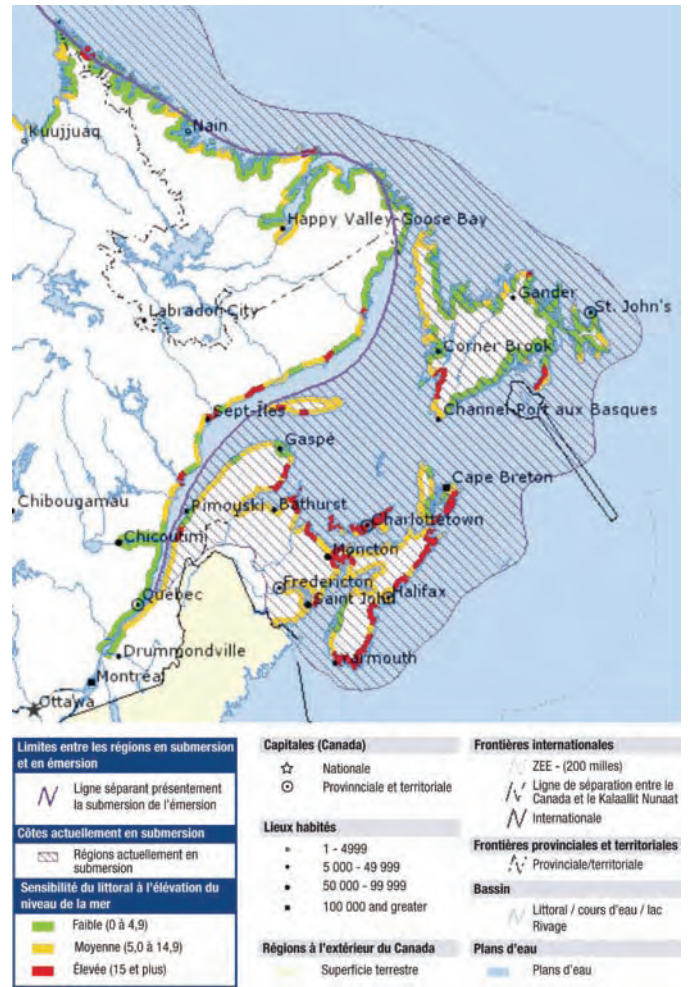 Kuujjuaq
Nain
Happy Valley-Goose Bay
Labrador City
Gander
St. John's
Corner Brook
Sept-Îles
Channel-Port aux Basques
Gaspé
Cape Breton
Chibougamau
Rimouski
Bathurst
Charlottetown
Chicoutimi
Moncton
Fredericton
Québec
Saint John
Halifax
Drummondville
Yarmouth
Montréal
Ottawa
Limites entre les régions en submersion
et en émersion
Ligne séparant présentement
la submersion de l'émersion
Côtes actuellement en submersion
Régions actuellement en
submersion
Sensibilité du littoral à l'élévation du
niveau de la mer
Faible (0 à 4,9)
Moyenne (5,0 à 14,9)
Élevée (15 et plus)
Capitales (Canada)
Nationale
Provinnciale et territoriale
Lieux habités
1 - 4999
5 000 - 49 999
50 000 - 99 999
100 000 and greater
Régions à l'extérieur du Canada
Superficie terrestre
Frontières internationales
ZEE - (200 milles)
Ligne de séparation entre le
Canada et le Kalaallit Nunaat
Internationale
Frontières provinciales et territoriales
Provinciale/territoriale
Bassin
Littoral / cours d'eau / lac
Rivage
Plans d'eau
Plans d'eau